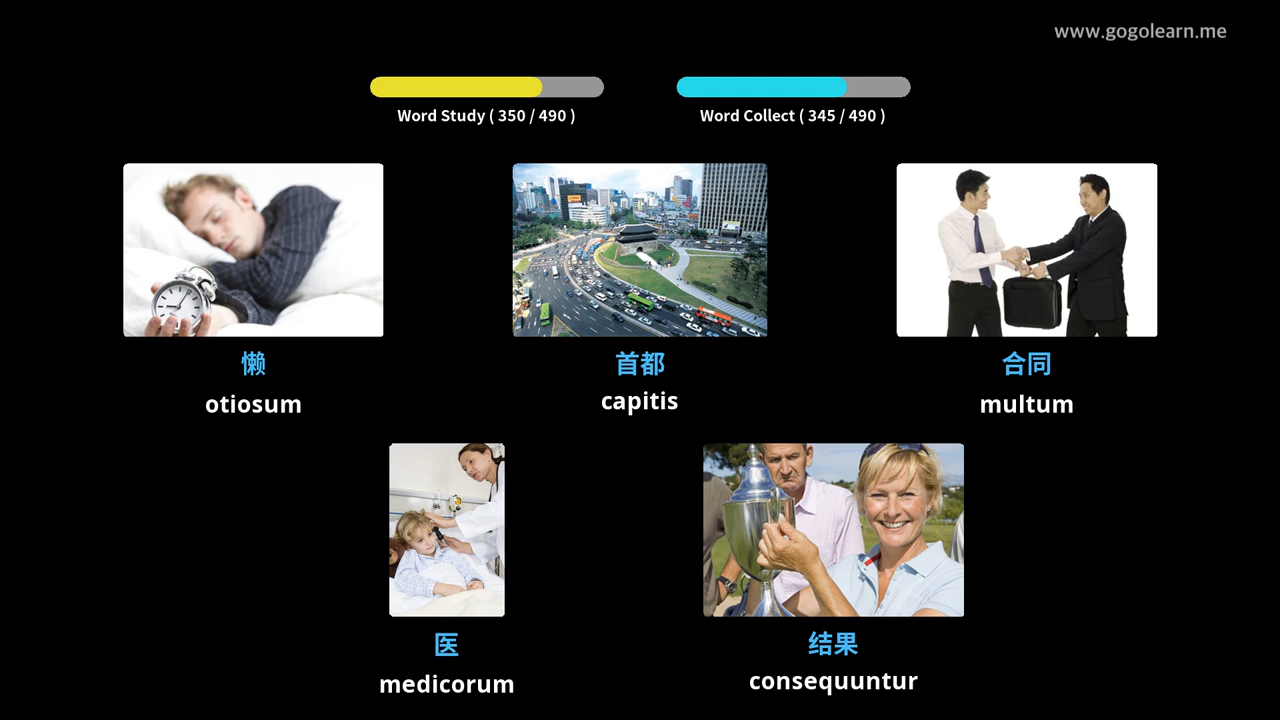 www.gogolearn.me
Word Study ( 350 / 490 )
Word Collect ( 345 / 490 )
懒
otiosum
首都
capitis
合同
multum
医
medicorum
结果
consequuntur